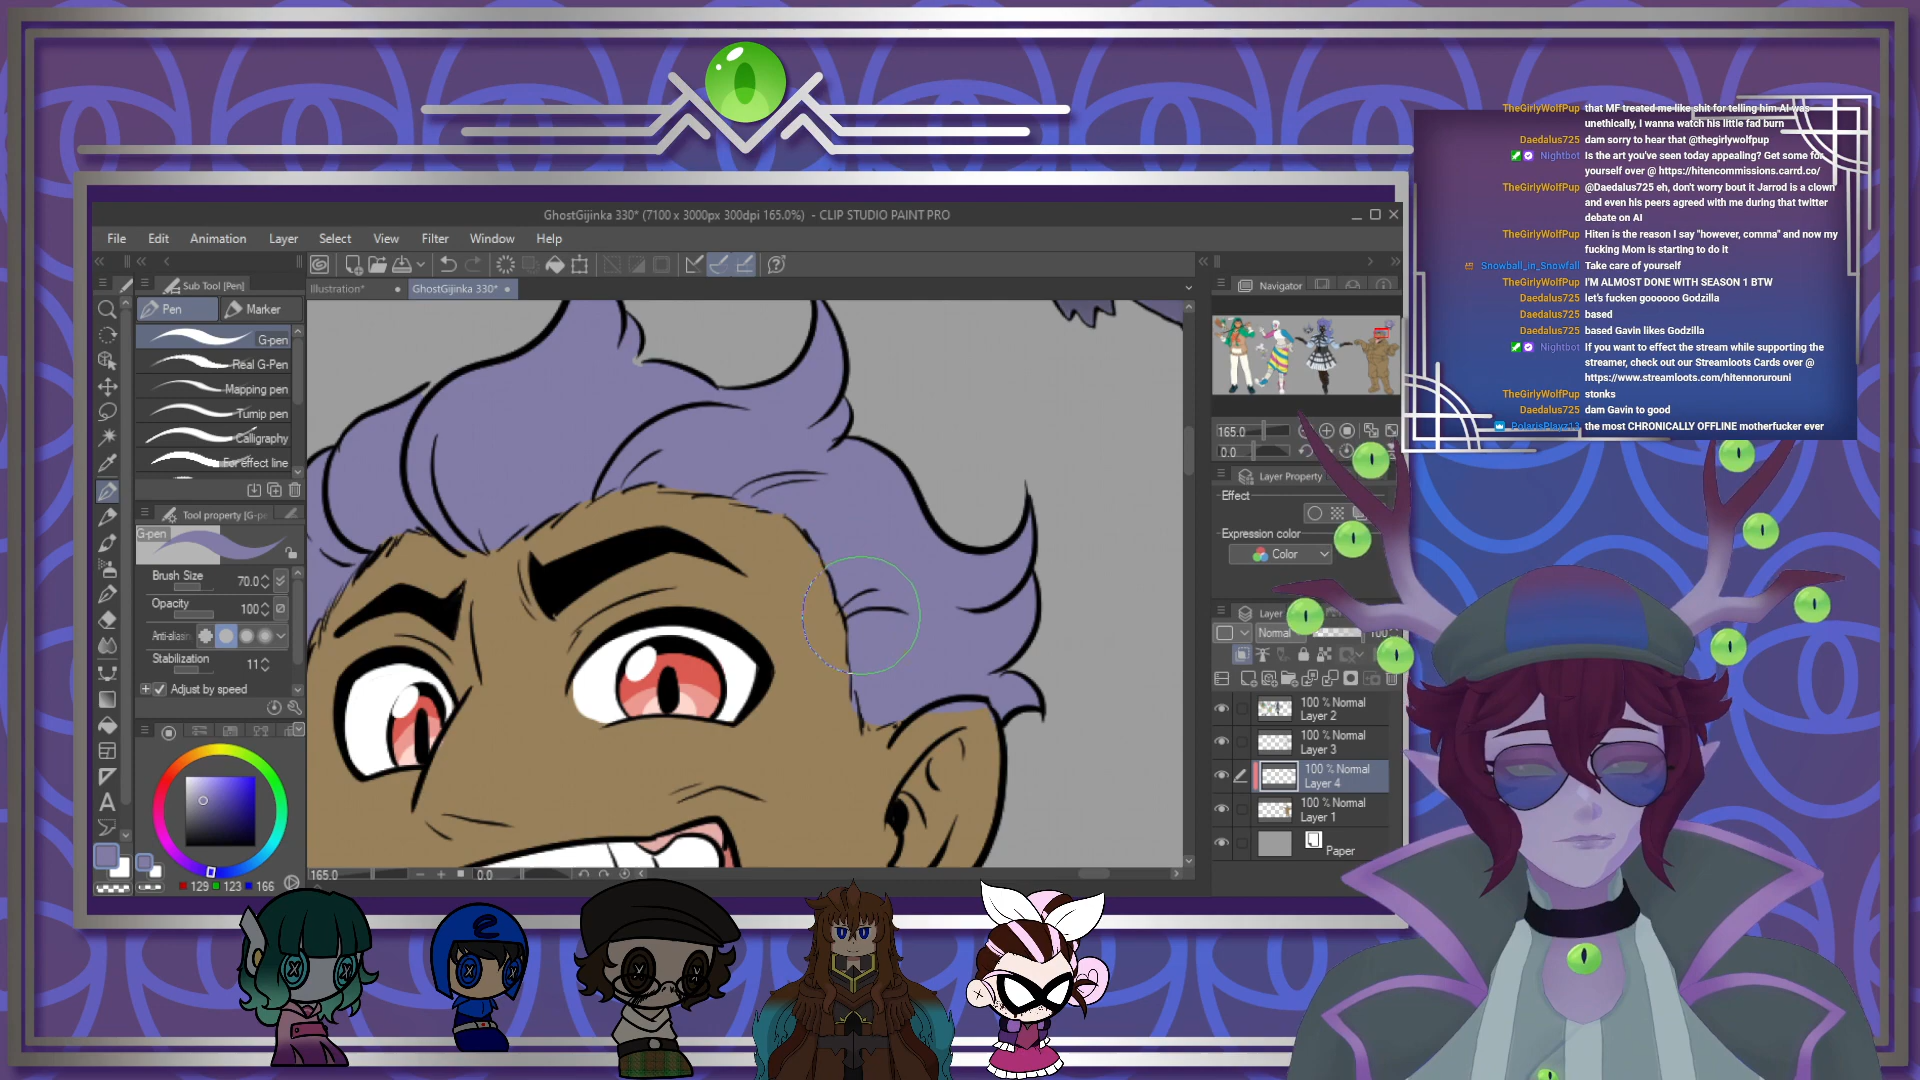 GhostGijinka 330* (7100 x 3000px 300dpi 165.0%) - CLIP STUDIO PAINT PRO
File Edit Animation Layer Select View Filter Window Help
Sub Tool [Pen]
Illustration*
GhostGijinka 330*
Pen
Marker
G-pen
Real G-Pen
Mapping pen
Turnip pen
Calligraphy
For effect line
Tool property [G-pe
G-pen
Brush Size 70.0
Opacity 100
Anti-aliasin
Stabilization 11
Adjust by speed
129 123 166
165.0
0.0
Navigator
165.0
0.0
Layer Property
Effect
Expression color
Color
Layer
Normal 100
100 % Normal
Layer 2
100 % Normal
Layer 3
100 % Normal
Layer 4
100 % Normal
Layer 1
Paper
TheGirlyWolfPup that MF treated me like shit for telling him AI was
unethically, I wanna watch his little fad burn
Daedalus725 dam sorry to hear that @thegirlywolfpup
Nightbot Is the art you've seen today appealing? Get some for
yourself over @ https://hitencommissions.carrd.co/
TheGirlyWolfPup @Daedalus725 eh, don't worry bout it Jarrod is a clown
and even his peers agreed with me during that twitter
debate on AI
TheGirlyWolfPup Hiten is the reason I say "however, comma" and now my
fucking Mom is starting to do it
Snowball_in_Snowfall Take care of yourself
TheGirlyWolfPup I'M ALMOST DONE WITH SEASON 1 BTW
Daedalus725 let's fucken goooooo Godzilla
Daedalus725 based
Daedalus725 based Gavin likes Godzilla
Nightbot If you want to effect the stream while supporting the
streamer, check out our Streamloots Cards over @
https://www.streamloots.com/hitennorurouni
TheGirlyWolfPup stonks
Daedalus725 dam Gavin to good
PolarisPlayz13 the most CHRONICALLY OFFLINE motherfucker ever